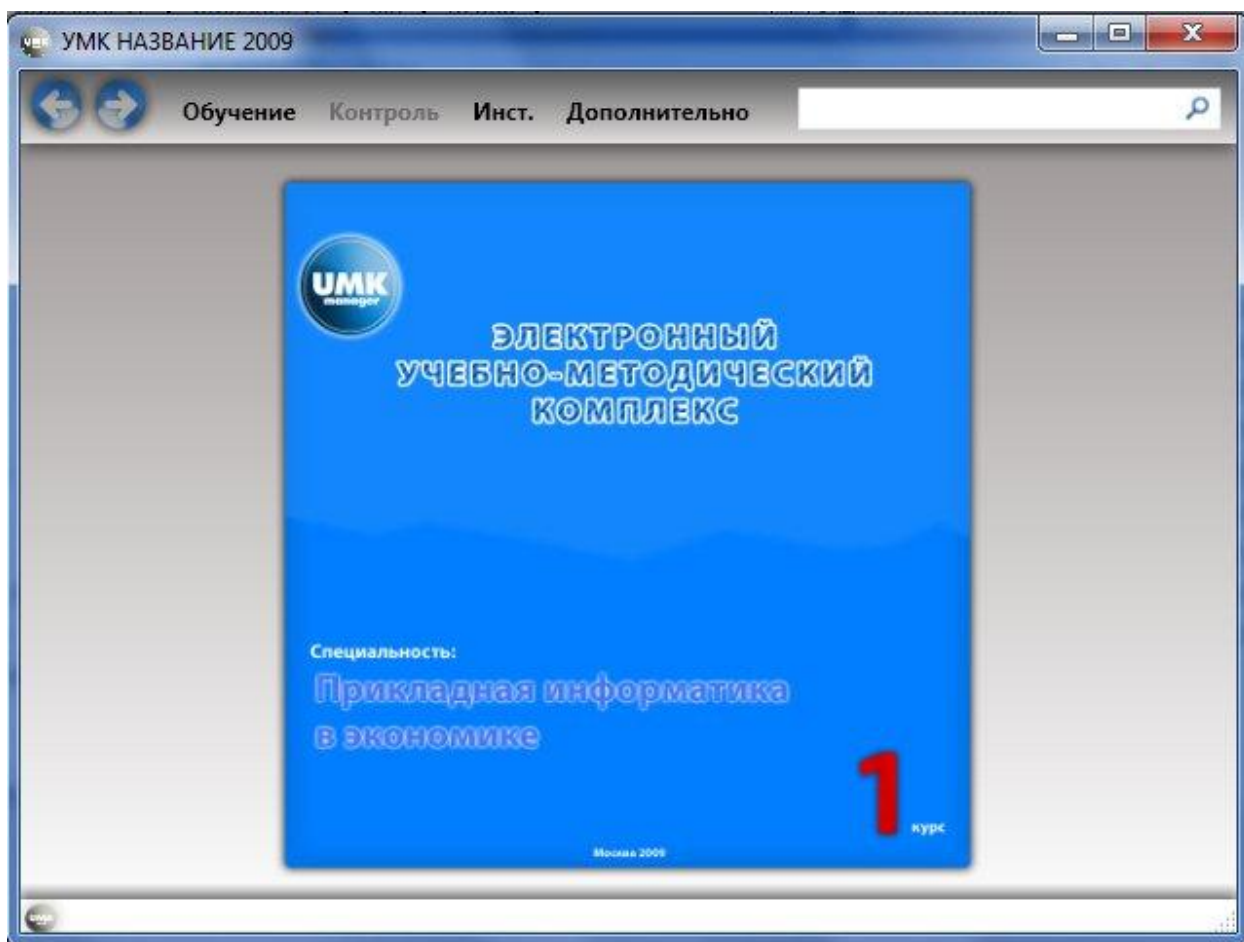 УМК НАЗВАНИЕ 2009
Обучение Контроль Инст. Дополнительно
UMK
manager
ЭЛЕКТРОННЫЙ
УЧЕБНО-МЕТОДИЧЕСКИЙ
КОМПЛЕКС
Специальность:
Прикладная информатика
в экономике
1
курс
Москва 2009